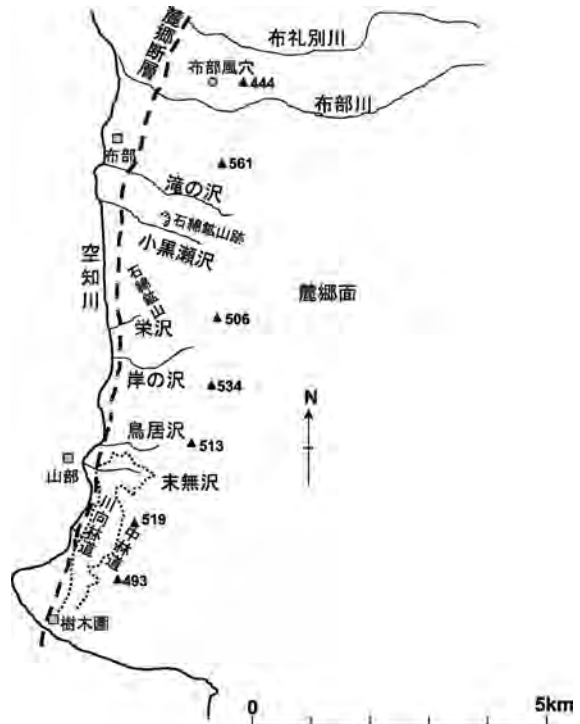 麓郷断層
布礼別川
布部風穴
444
布部川
布部
561
滝の沢
石綿鉱山跡
小黒瀬沢
空知川
石綿鉱山
麓郷面
栄沢
506
岸の沢
534
N
鳥居沢
513
山部
末無沢
川向林道
519
中林道
493
樹木園
0
5km